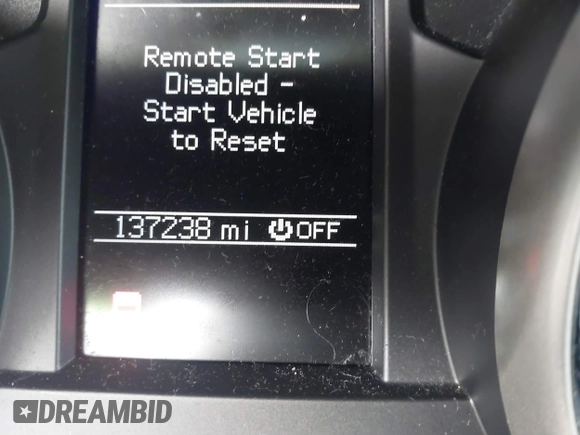 Remote Start
Disabled -
Start Vehicle
to Reset
137238 mi ⏻OFF
DREAMBID